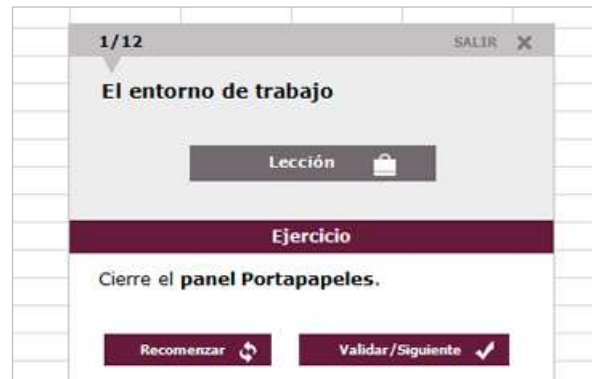 1/12 SALIR
El entorno de trabajo
Lección
Ejercicio
Cierre el panel Portapapeles.
Recomenzar Validar/Siguiente